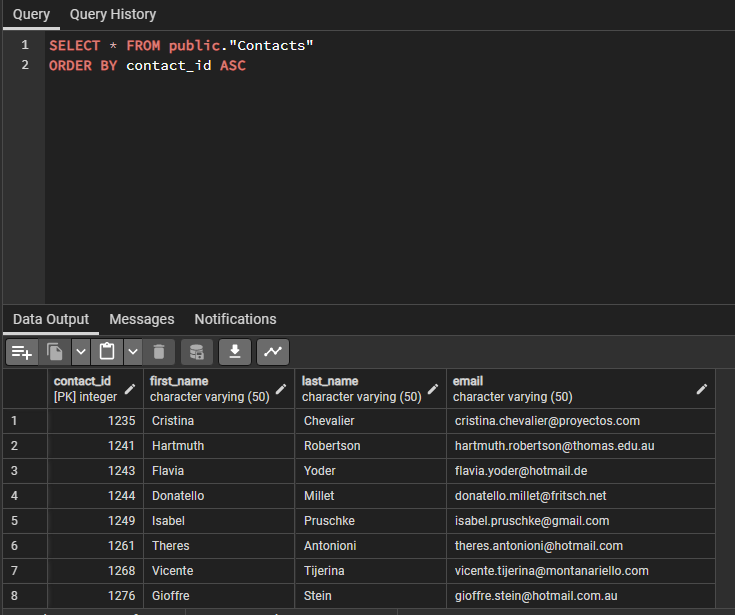 Query Query History
1 SELECT * FROM public."Contacts"
2 ORDER BY contact_id ASC
Data Output Messages Notifications
contact_id first_name last_name email
[PK] integer character varying (50) character varying (50) character varying (50)
1 1235 Cristina Chevalier cristina.chevalier@proyectos.com
2 1241 Hartmuth Robertson hartmuth.robertson@thomas.edu.au
3 1243 Flavia Yoder flavia.yoder@hotmail.de
4 1244 Donatello Millet donatello.millet@fritsch.net
5 1249 Isabel Pruschke isabel.pruschke@gmail.com
6 1261 Theres Antonioni theres.antonioni@hotmail.com
7 1268 Vicente Tijerina vicente.tijerina@montanariello.com
8 1276 Gioffre Stein gioffre.stein@hotmail.com.au